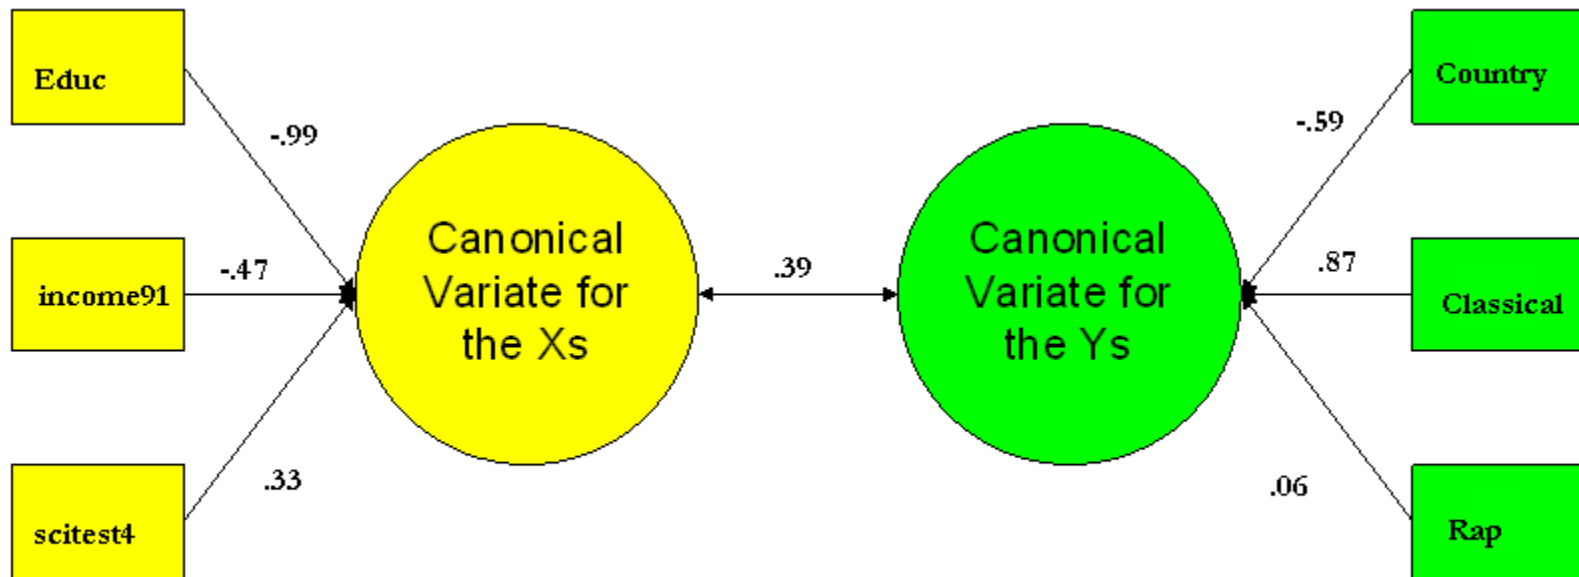 Educ
-.99
income91
-.47
scitest4
.33
Canonical
Variate for
the Xs
.39
Canonical
Variate for
the Ys
Country
-.59
Classical
.87
Rap
.06